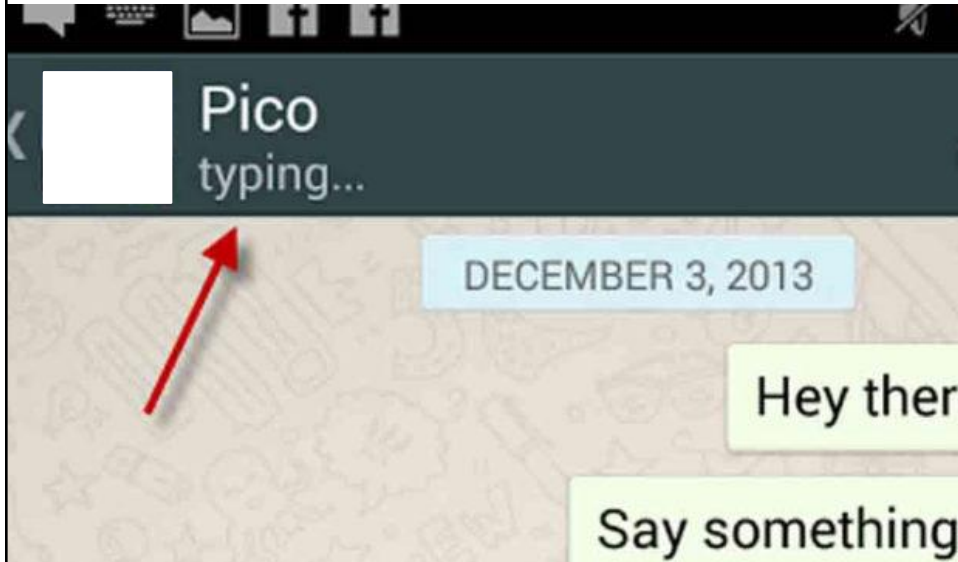 Pico
typing...
DECEMBER 3, 2013
Hey ther
Say something